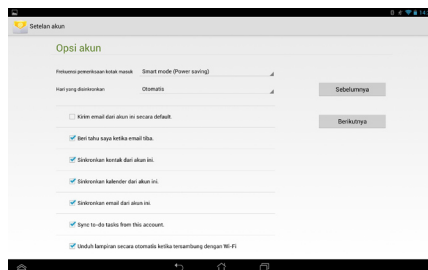 14
Setelan akun
Opsi akun
Frekuensi pemeriksaan kotak masuk Smart mode (Power saving)
Hari yang disinkronkan Otomatis
Sebelumnya
Kirim email dari akun ini secara default.
Berikutnya
Beri tahu saya ketika email tiba.
Sinkronkan kontak dari akun ini.
Sinkronkan kalender dari akun ini.
Sinkronkan email dari akun ini.
Sync to-do tasks from this account.
Unduh lampiran secara otomatis ketika tersambung dengan Wi-Fi